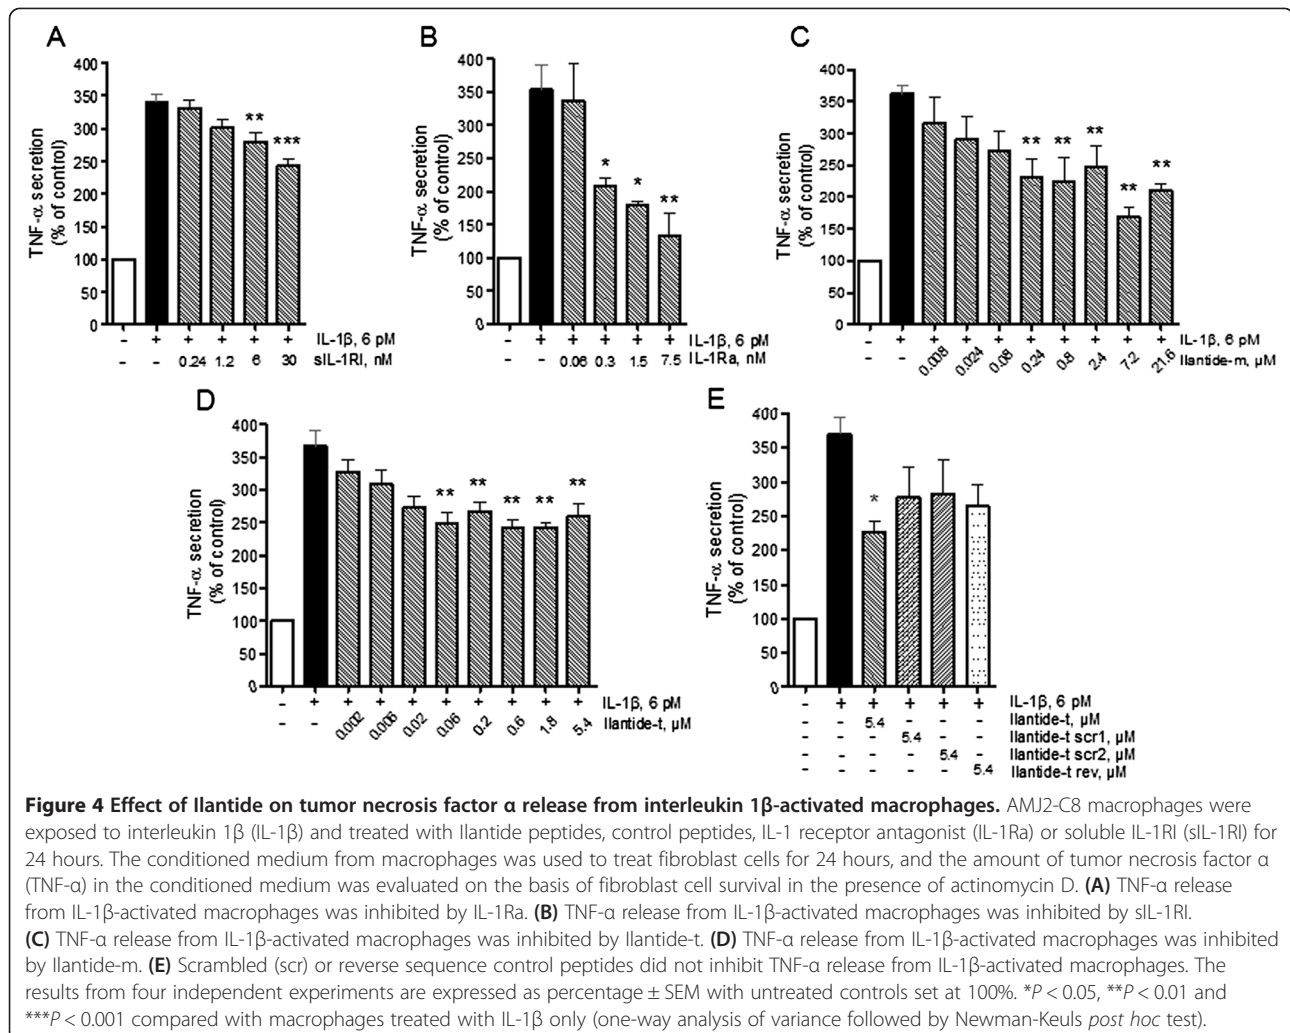 A
TNF-α secretion
(% of control)
400
350
300
250
200
150
100
50
0
** ***
- + + + + + IL-1β, 6 pM
- - 0.24 1.2 6 30 sIL-1RI, nM
B
TNF-α secretion
(% of control)
400
350
300
250
200
150
100
50
0
* * **
- + + + + + IL-1β, 6 pM
- - 0.06 0.3 1.5 7.5 IL-1Ra, nM
C
TNF-α secretion
(% of control)
400
350
300
250
200
150
100
50
0
** ** ** ** **
- + + + + + + + + + IL-1β, 6 pM
- - 0.008 0.024 0.08 0.24 0.8 2.4 7.2 21.6 Ilantide-m, μM
D
TNF-α secretion
(% of control)
400
350
300
250
200
150
100
50
0
** ** ** ** **
- + + + + + + + + + IL-1β, 6 pM
- - 0.002 0.006 0.02 0.06 0.2 0.6 1.8 5.4 Ilantide-t, μM
E
TNF-α secretion
(% of control)
400
350
300
250
200
150
100
50
0
*
- + + + + + IL-1β, 6 pM
- - 5.4 - - - Ilantide-t, μM
- - - 5.4 - - Ilantide-t scr1, μM
- - - - 5.4 - Ilantide-t scr2, μM
- - - - - 5.4 Ilantide-t rev, μM
Figure 4 Effect of Ilantide on tumor necrosis factor α release from interleukin 1β-activated macrophages. AMJ2-C8 macrophages were
exposed to interleukin 1β (IL-1β) and treated with Ilantide peptides, control peptides, IL-1 receptor antagonist (IL-1Ra) or soluble IL-1RI (sIL-1RI) for
24 hours. The conditioned medium from macrophages was used to treat fibroblast cells for 24 hours, and the amount of tumor necrosis factor α
(TNF-α) in the conditioned medium was evaluated on the basis of fibroblast cell survival in the presence of actinomycin D. (A) TNF-α release
from IL-1β-activated macrophages was inhibited by IL-1Ra. (B) TNF-α release from IL-1β-activated macrophages was inhibited by sIL-1RI.
(C) TNF-α release from IL-1β-activated macrophages was inhibited by Ilantide-t. (D) TNF-α release from IL-1β-activated macrophages was inhibited
by Ilantide-m. (E) Scrambled (scr) or reverse sequence control peptides did not inhibit TNF-α release from IL-1β-activated macrophages. The
results from four independent experiments are expressed as percentage ± SEM with untreated controls set at 100%. *P < 0.05, **P < 0.01 and
***P < 0.001 compared with macrophages treated with IL-1β only (one-way analysis of variance followed by Newman-Keuls post hoc test).